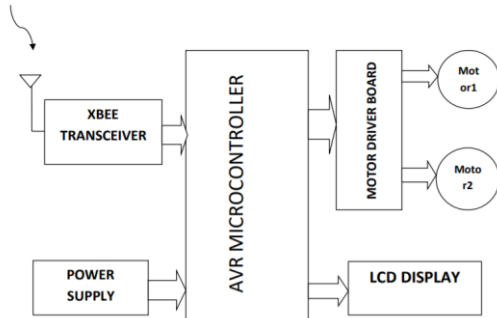 XBEE
TRANSCEIVER
AVR MICROCONTROLLER
MOTOR DRIVER BOARD
Mot
or1
Moto
r2
POWER
SUPPLY
LCD DISPLAY